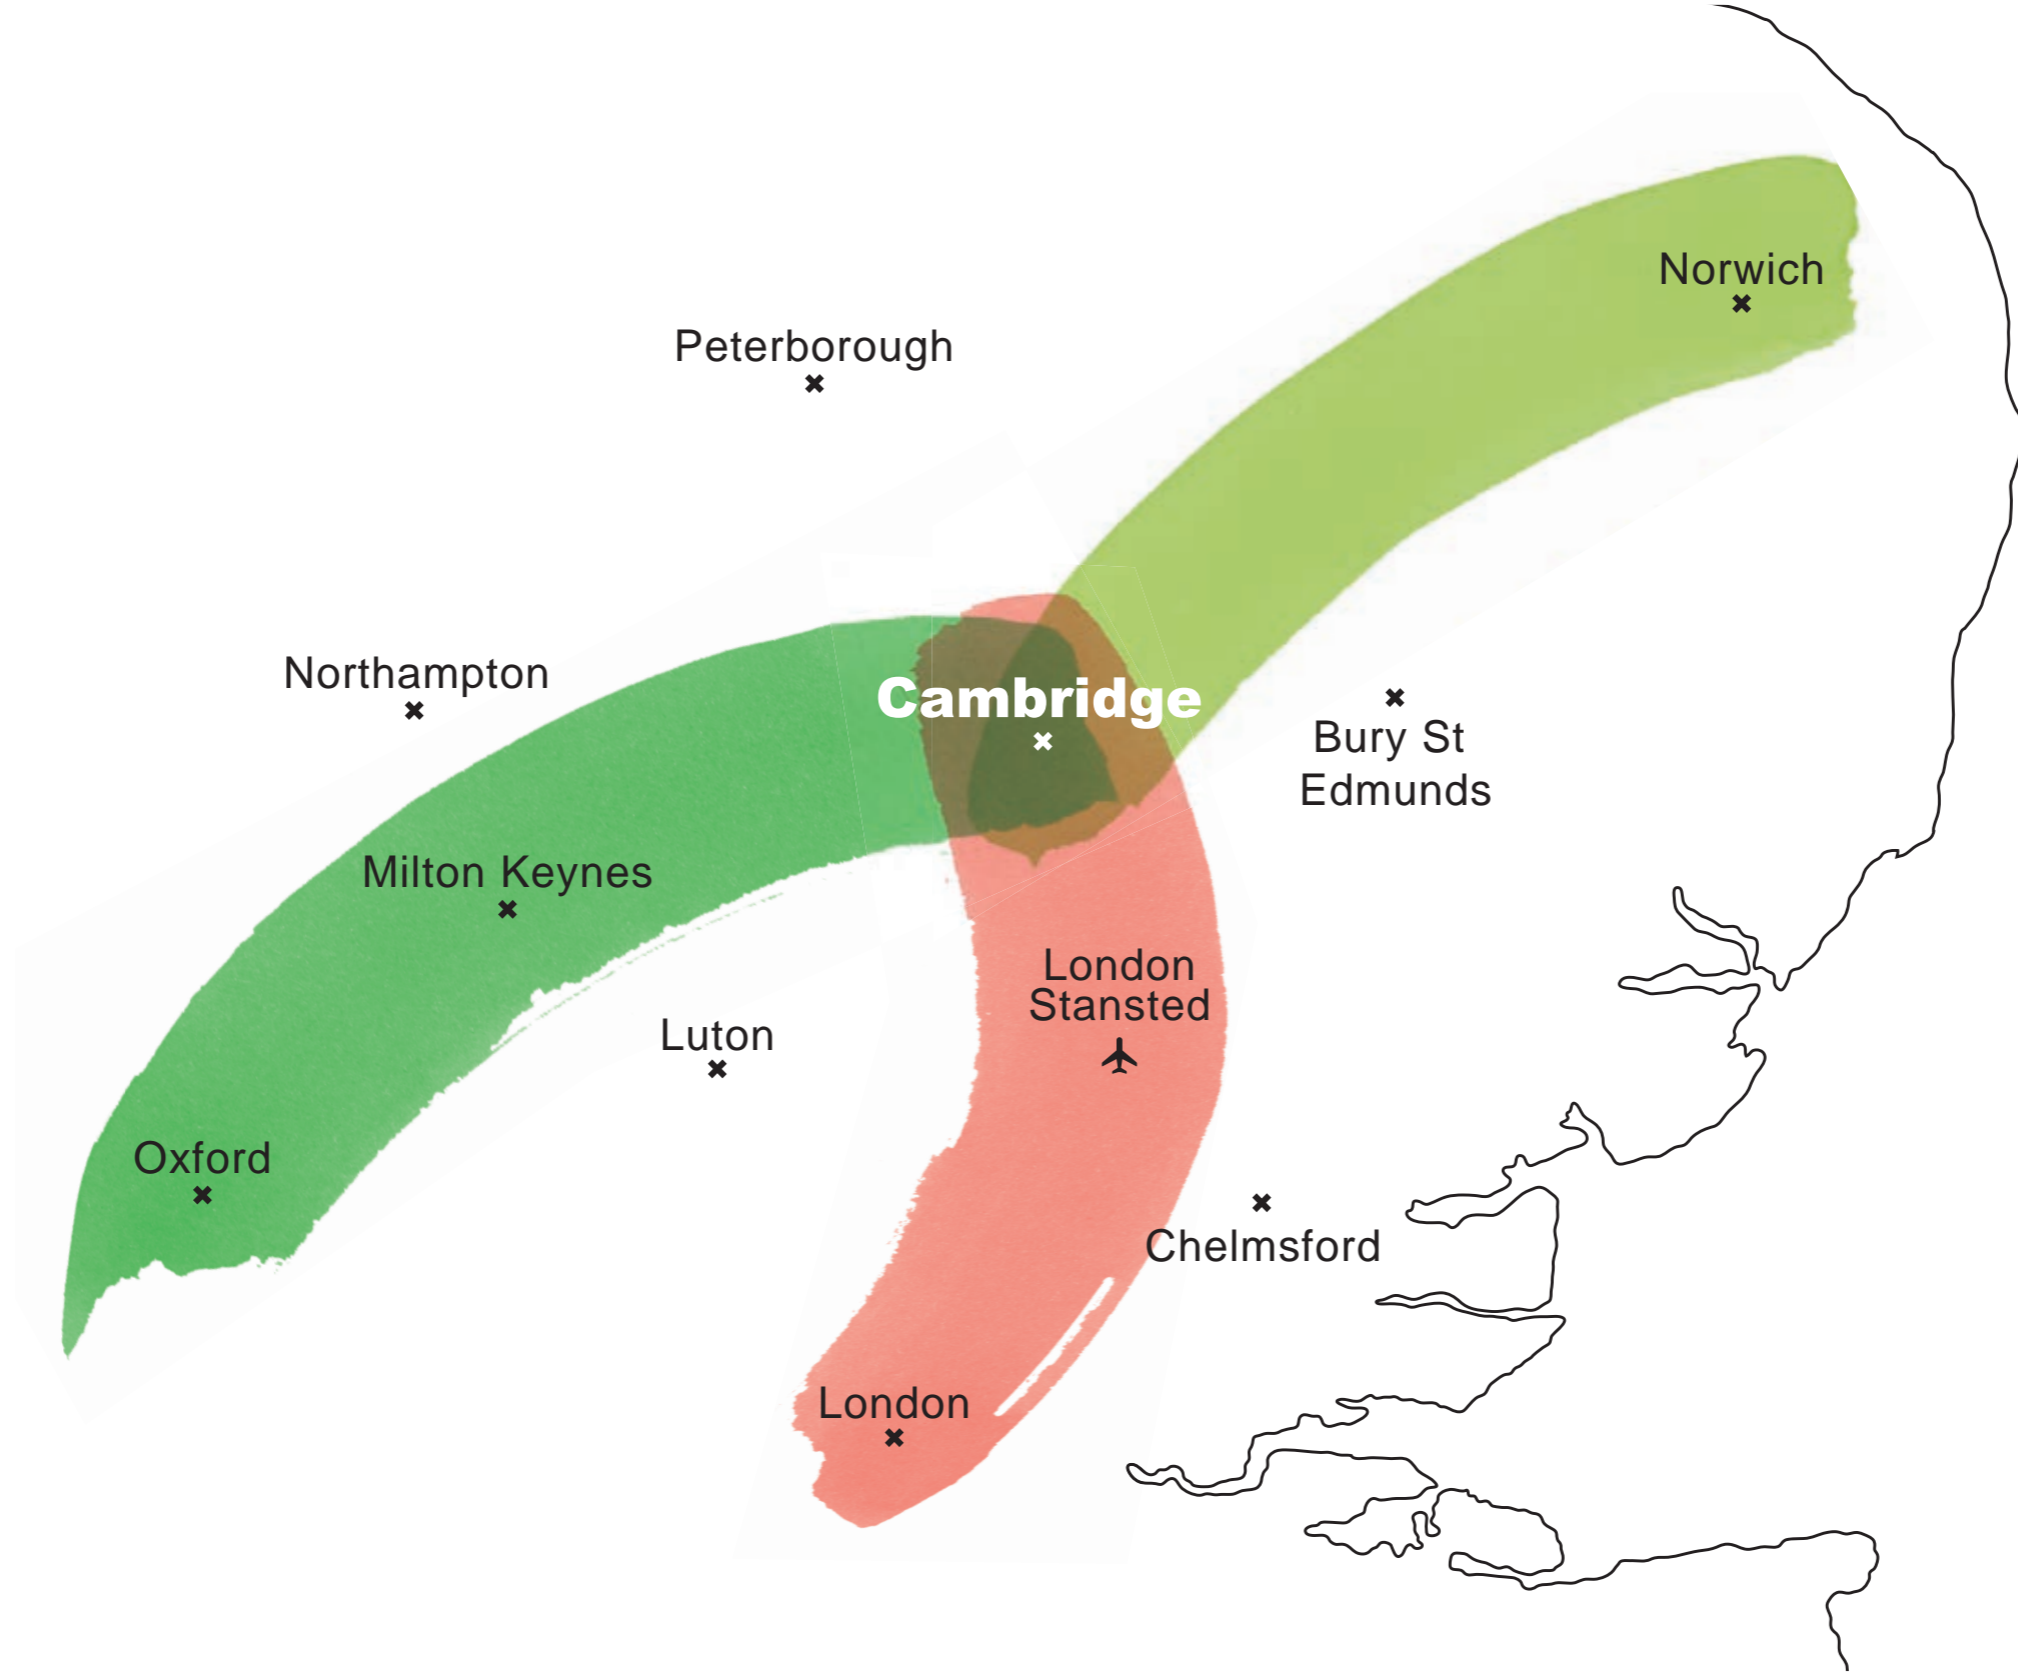 Norwich
Peterborough
Northampton
Cambridge
Bury St
Edmunds
Milton Keynes
London
Stansted
Luton
Oxford
Chelmsford
London